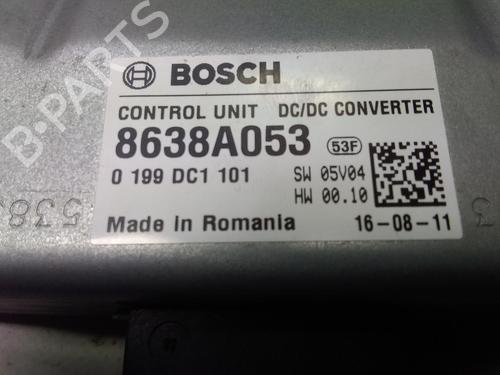 BOSCH
CONTROL UNIT DC/DC CONVERTER
8638A053 53F
0 199 DC1 101 SW 05V04
HW 00.10
Made in Romania 16-08-11
B-PARTS